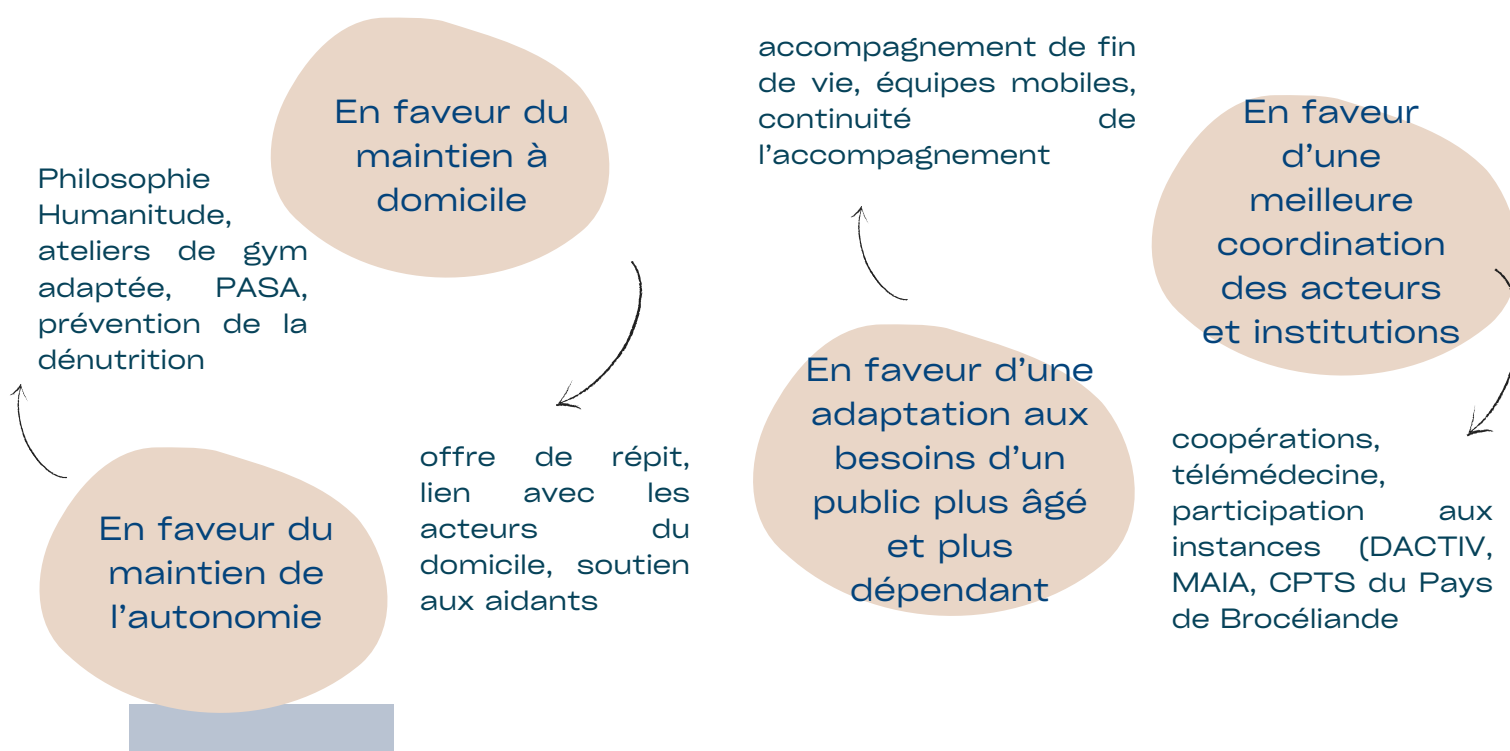 En faveur du
maintien à
domicile
Philosophie
Humanitude,
ateliers de gym
adaptée, PASA,
prévention de la
dénutrition
En faveur du
maintien de
l’autonomie
offre de répit,
lien avec les
acteurs du
domicile, soutien
aux aidants
accompagnement de fin
de vie, équipes mobiles,
continuité de
l’accompagnement
En faveur d’une
adaptation aux
besoins d’un
public plus âgé
et plus
dépendant
En faveur
d’une
meilleure
coordination
des acteurs
et institutions
coopérations,
télémédecine,
participation aux
instances (DACTIV,
MAIA, CPTS du Pays
de Brocéliande